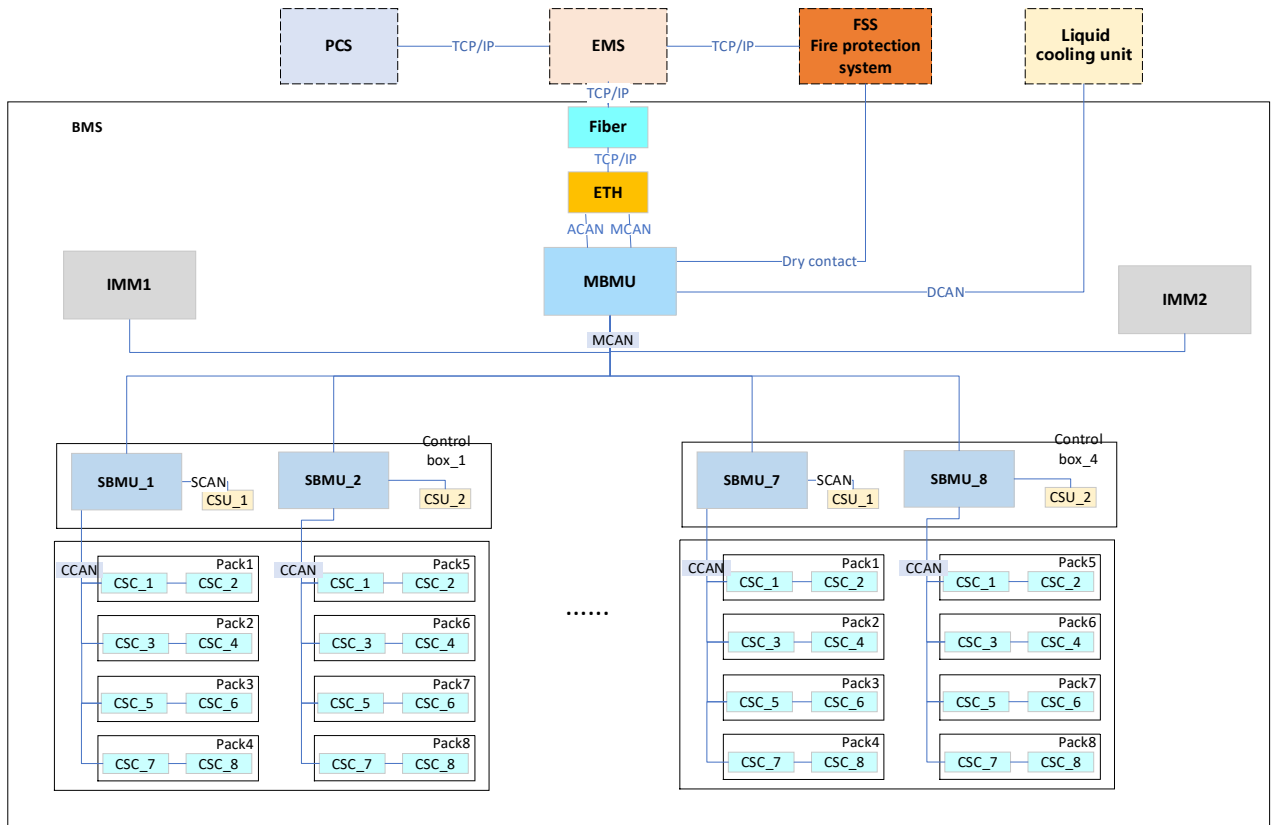 PCS
TCP/IP
EMS
TCP/IP
FSS
Fire protection
system
Liquid
cooling unit
TCP/IP
BMS
Fiber
TCP/IP
ETH
ACAN
MCAN
MBMU
Dry contact
DCAN
IMM1
IMM2
MCAN
Control
box_1
SBMU_1
SCAN
CSU_1
SBMU_2
CSU_2
Control
box_4
SBMU_7
SCAN
CSU_1
SBMU_8
CSU_2
CCAN
Pack1
CSC_1
CSC_2
Pack2
CSC_3
CSC_4
Pack3
CSC_5
CSC_6
Pack4
CSC_7
CSC_8
CCAN
Pack5
CSC_1
CSC_2
Pack6
CSC_3
CSC_4
Pack7
CSC_5
CSC_6
Pack8
CSC_7
CSC_8
......
CCAN
Pack1
CSC_1
CSC_2
Pack2
CSC_3
CSC_4
Pack3
CSC_5
CSC_6
Pack4
CSC_7
CSC_8
CCAN
Pack5
CSC_1
CSC_2
Pack6
CSC_3
CSC_4
Pack7
CSC_5
CSC_6
Pack8
CSC_7
CSC_8